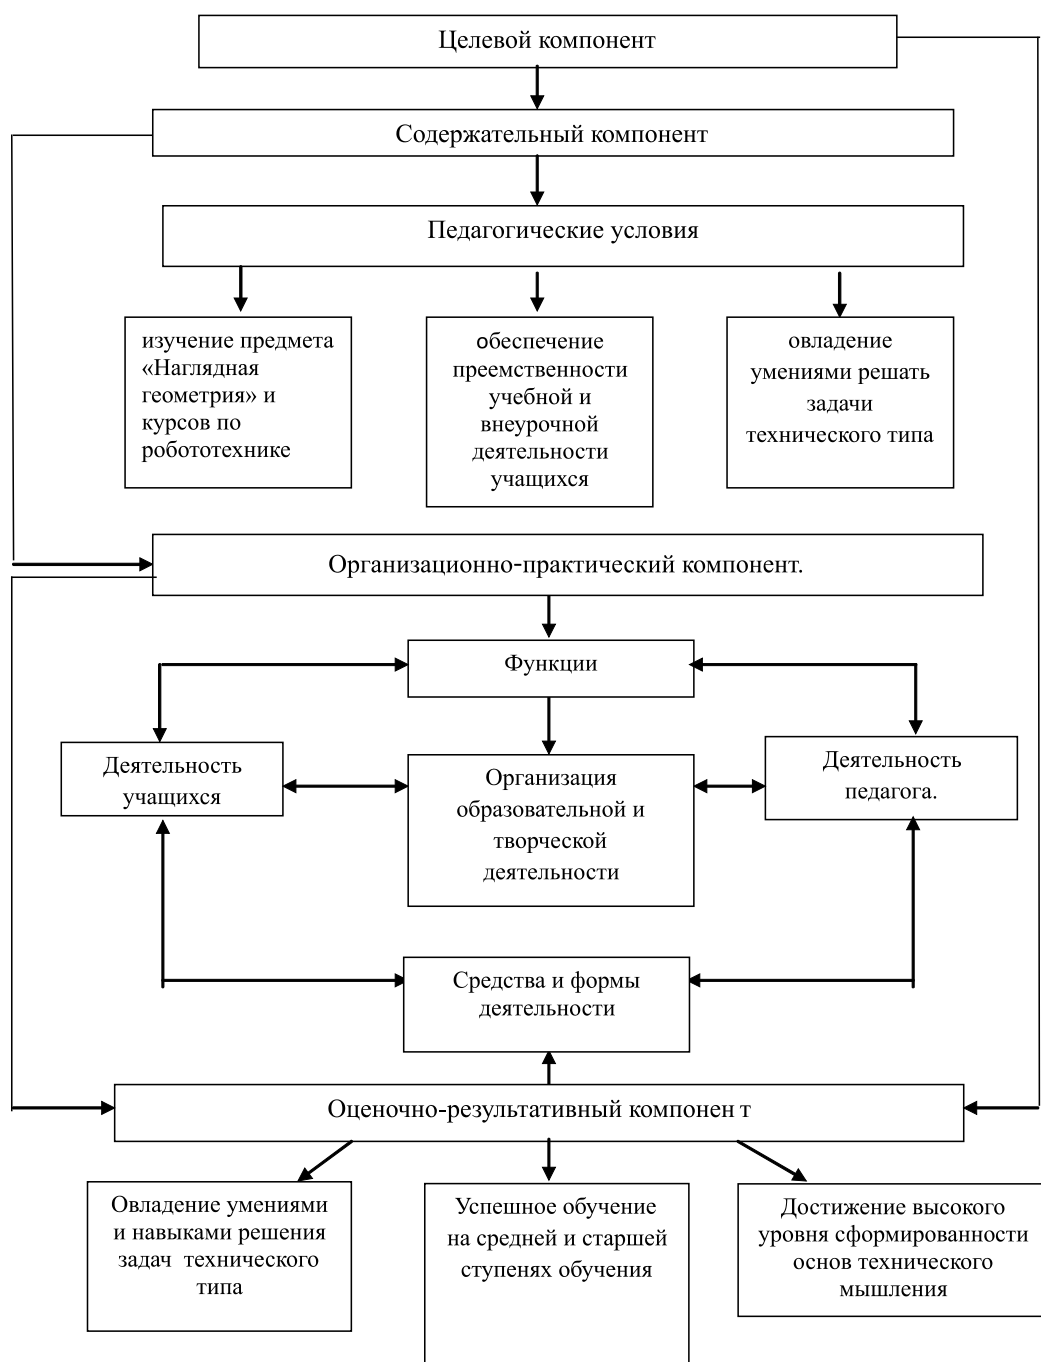 Целевой компонент
Содержательный компонент
Педагогические условия
изучение предмета
«Наглядная
геометрия» и
курсов по
робототехнике
обеспечение
преемственности
учебной и
внеурочной
деятельности
учащихся
овладение
умениями решать
задачи
технического типа
Организационно-практический компонент.
Функции
Деятельность
учащихся
Организация
образовательной и
творческой
деятельности
Деятельность
педагога.
Средства и формы
деятельности
Оценочно-результативный компонен т
Овладение умениями
и навыками решения
задач технического
типа
Успешное обучение
на средней и старшей
ступенях обучения
Достижение высокого
уровня сформированности
основ технического
мышления